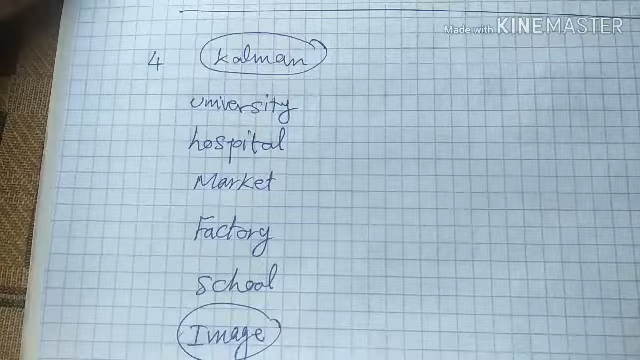 Made with KINEMASTER
4 Kalman
university
hospital
Market
Factory
school
Image